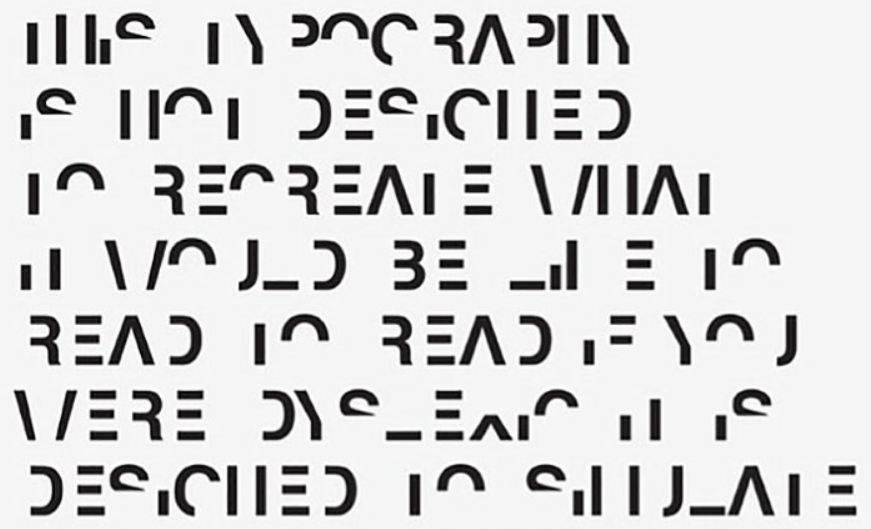 THIS TYPOGRAPHY
IS NOT DESIGNED
TO RECREATE WHAT
IT WOULD BE LIKE TO
READ TO READ IF YOU
WERE DYSLEXIC IT IS
DESIGNED TO SIMULATE